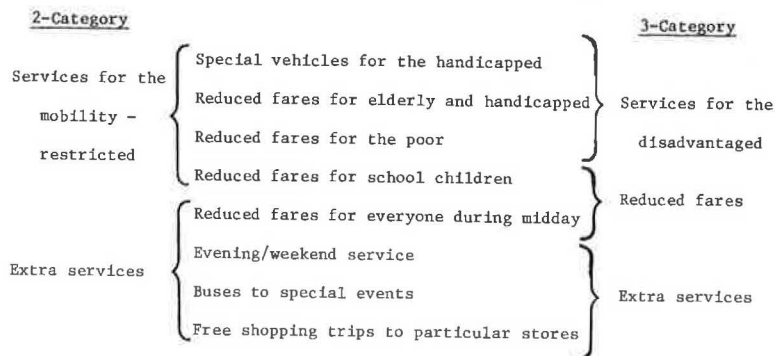 2-Category
3-Category
Services for the
mobility -
restricted
Special vehicles for the handicapped
Reduced fares for elderly and handicapped
Reduced fares for the poor
Reduced fares for school children
Services for the
disadvantaged
Reduced fares
Extra services
Reduced fares for everyone during midday
Evening/weekend service
Buses to special events
Free shopping trips to particular stores
Extra services